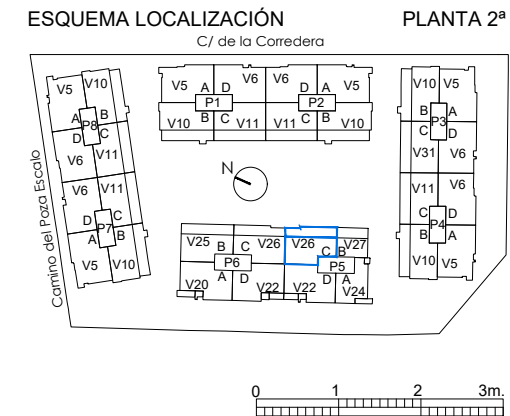 ESQUEMA LOCALIZACIÓN PLANTA 2ª
C/ de la Corredera
V5 V10 V5 A D V6 V6 D A V5 V10 V5
P1 P2
A B P8 V10 B C V11 V11 C B V10 B A P3
D C C D
V6 V11 V31 V6
V6 V11 N V11 V6
D C C D
P7 P4
A B V25 B C V26 V26 C B V27 B A
P6 P5
V5 V10 V20 A D V22 V22 D A V24 V10 V5
Camino del Poza Escalo
0 1 2 3m.